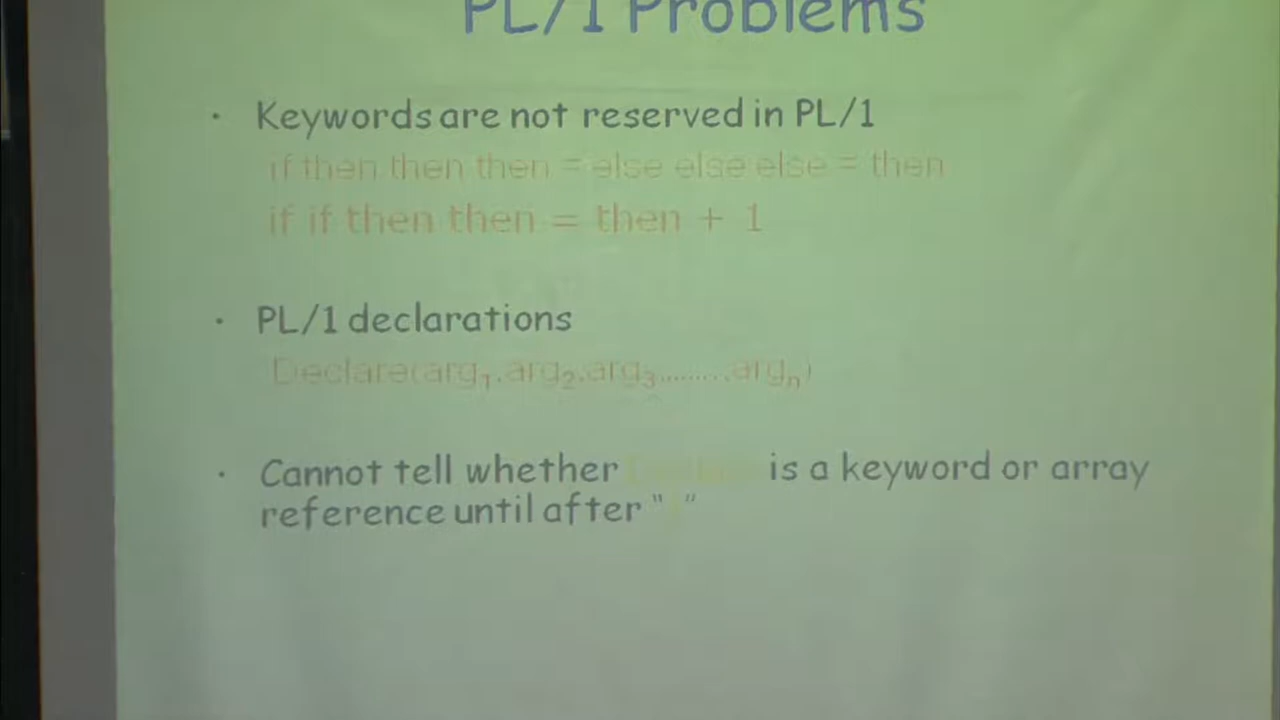 PL/1 Problems
• Keywords are not reserved in PL/1
if then then then = else else else = then
if if then then = then + 1
• PL/1 declarations
Declare(arg1,arg2,arg3,.......,argn)
• Cannot tell whether Declare is a keyword or array
reference until after " "